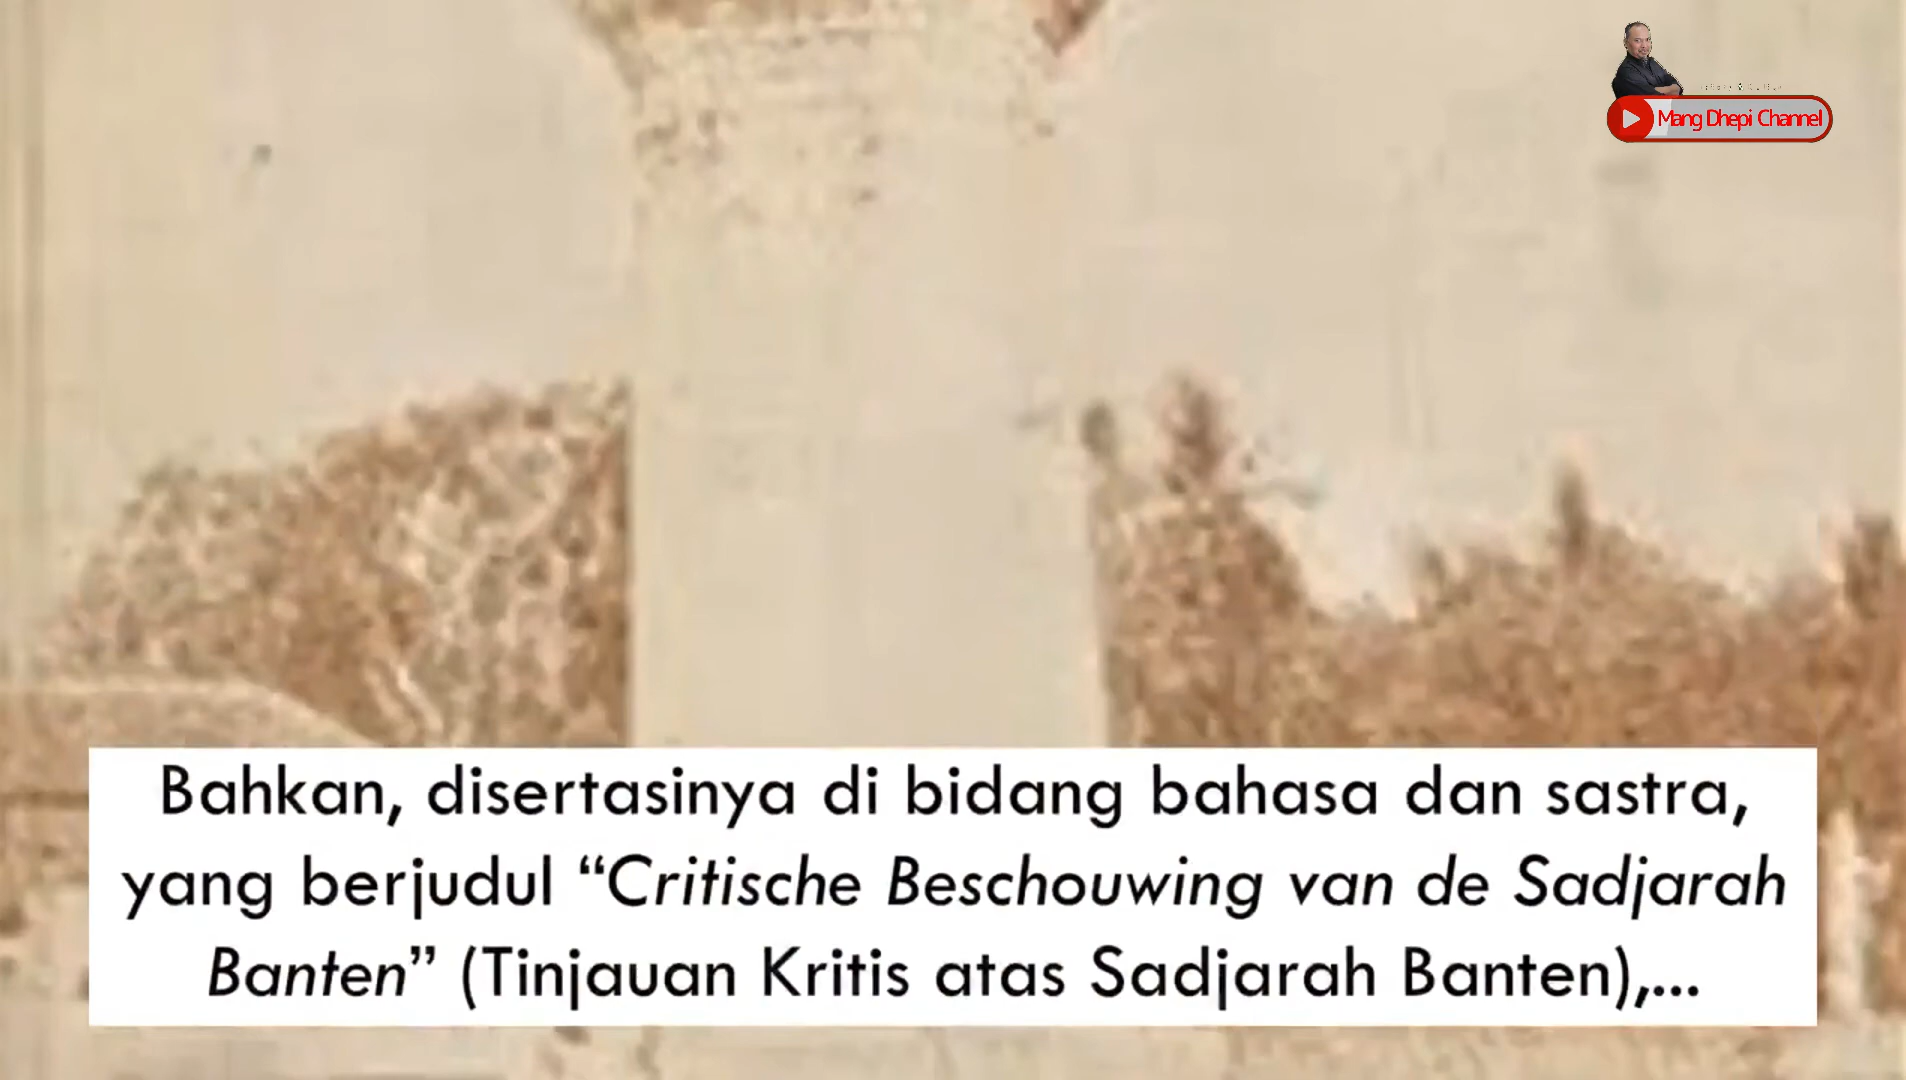 Mang Dhepi Channel
Bahkan, disertasinya di bidang bahasa dan sastra,
yang berjudul “Critische Beschouwing van de Sadjarah
Banten” (Tinjauan Kritis atas Sadjarah Banten),...